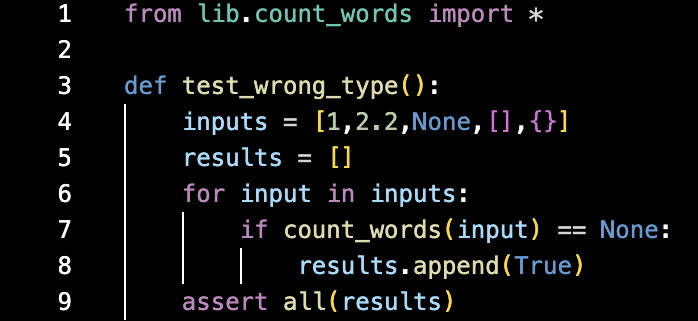 1 from lib.count_words import *
2
3 def test_wrong_type():
4     inputs = [1,2.2,None,[],{}]
5     results = []
6     for input in inputs:
7         if count_words(input) == None:
8             results.append(True)
9     assert all(results)